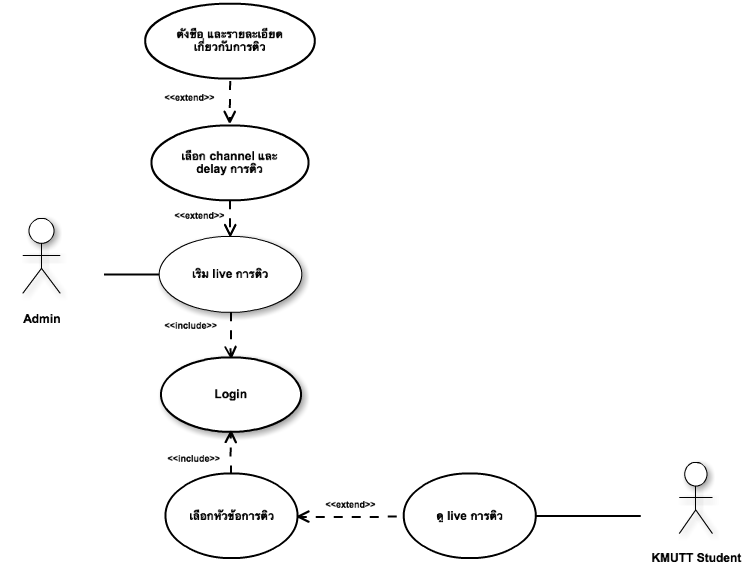 ตังชือ และรายละเอียด
เกี่ยวกับการติว
<<extend>>
เลือก channel และ
delay การติว
<<extend>>
เริม live การติว
Admin
<<include>>
Login
<<include>>
เลือกหัวข้อการติว
<<extend>>
ดู live การติว
KMUTT Student